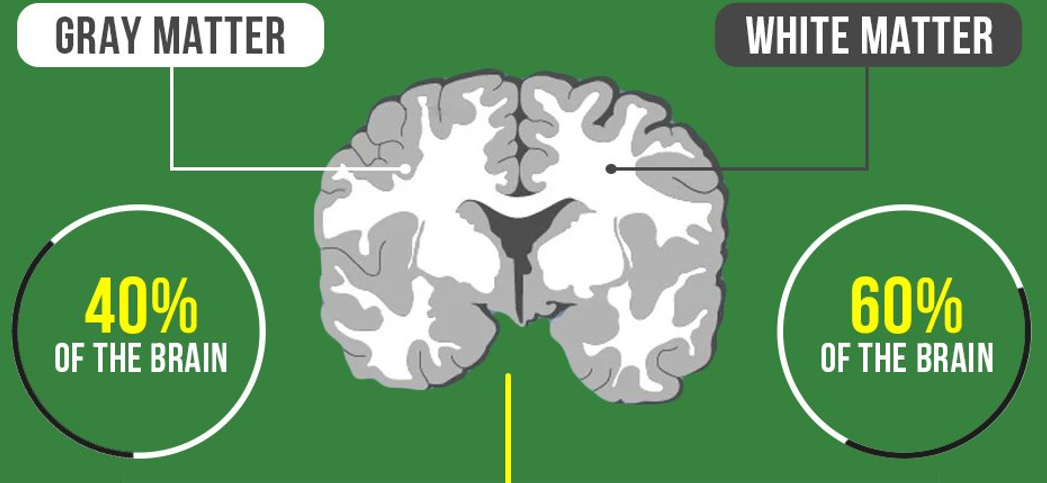 GRAY MATTER
WHITE MATTER
40%
OF THE BRAIN
60%
OF THE BRAIN